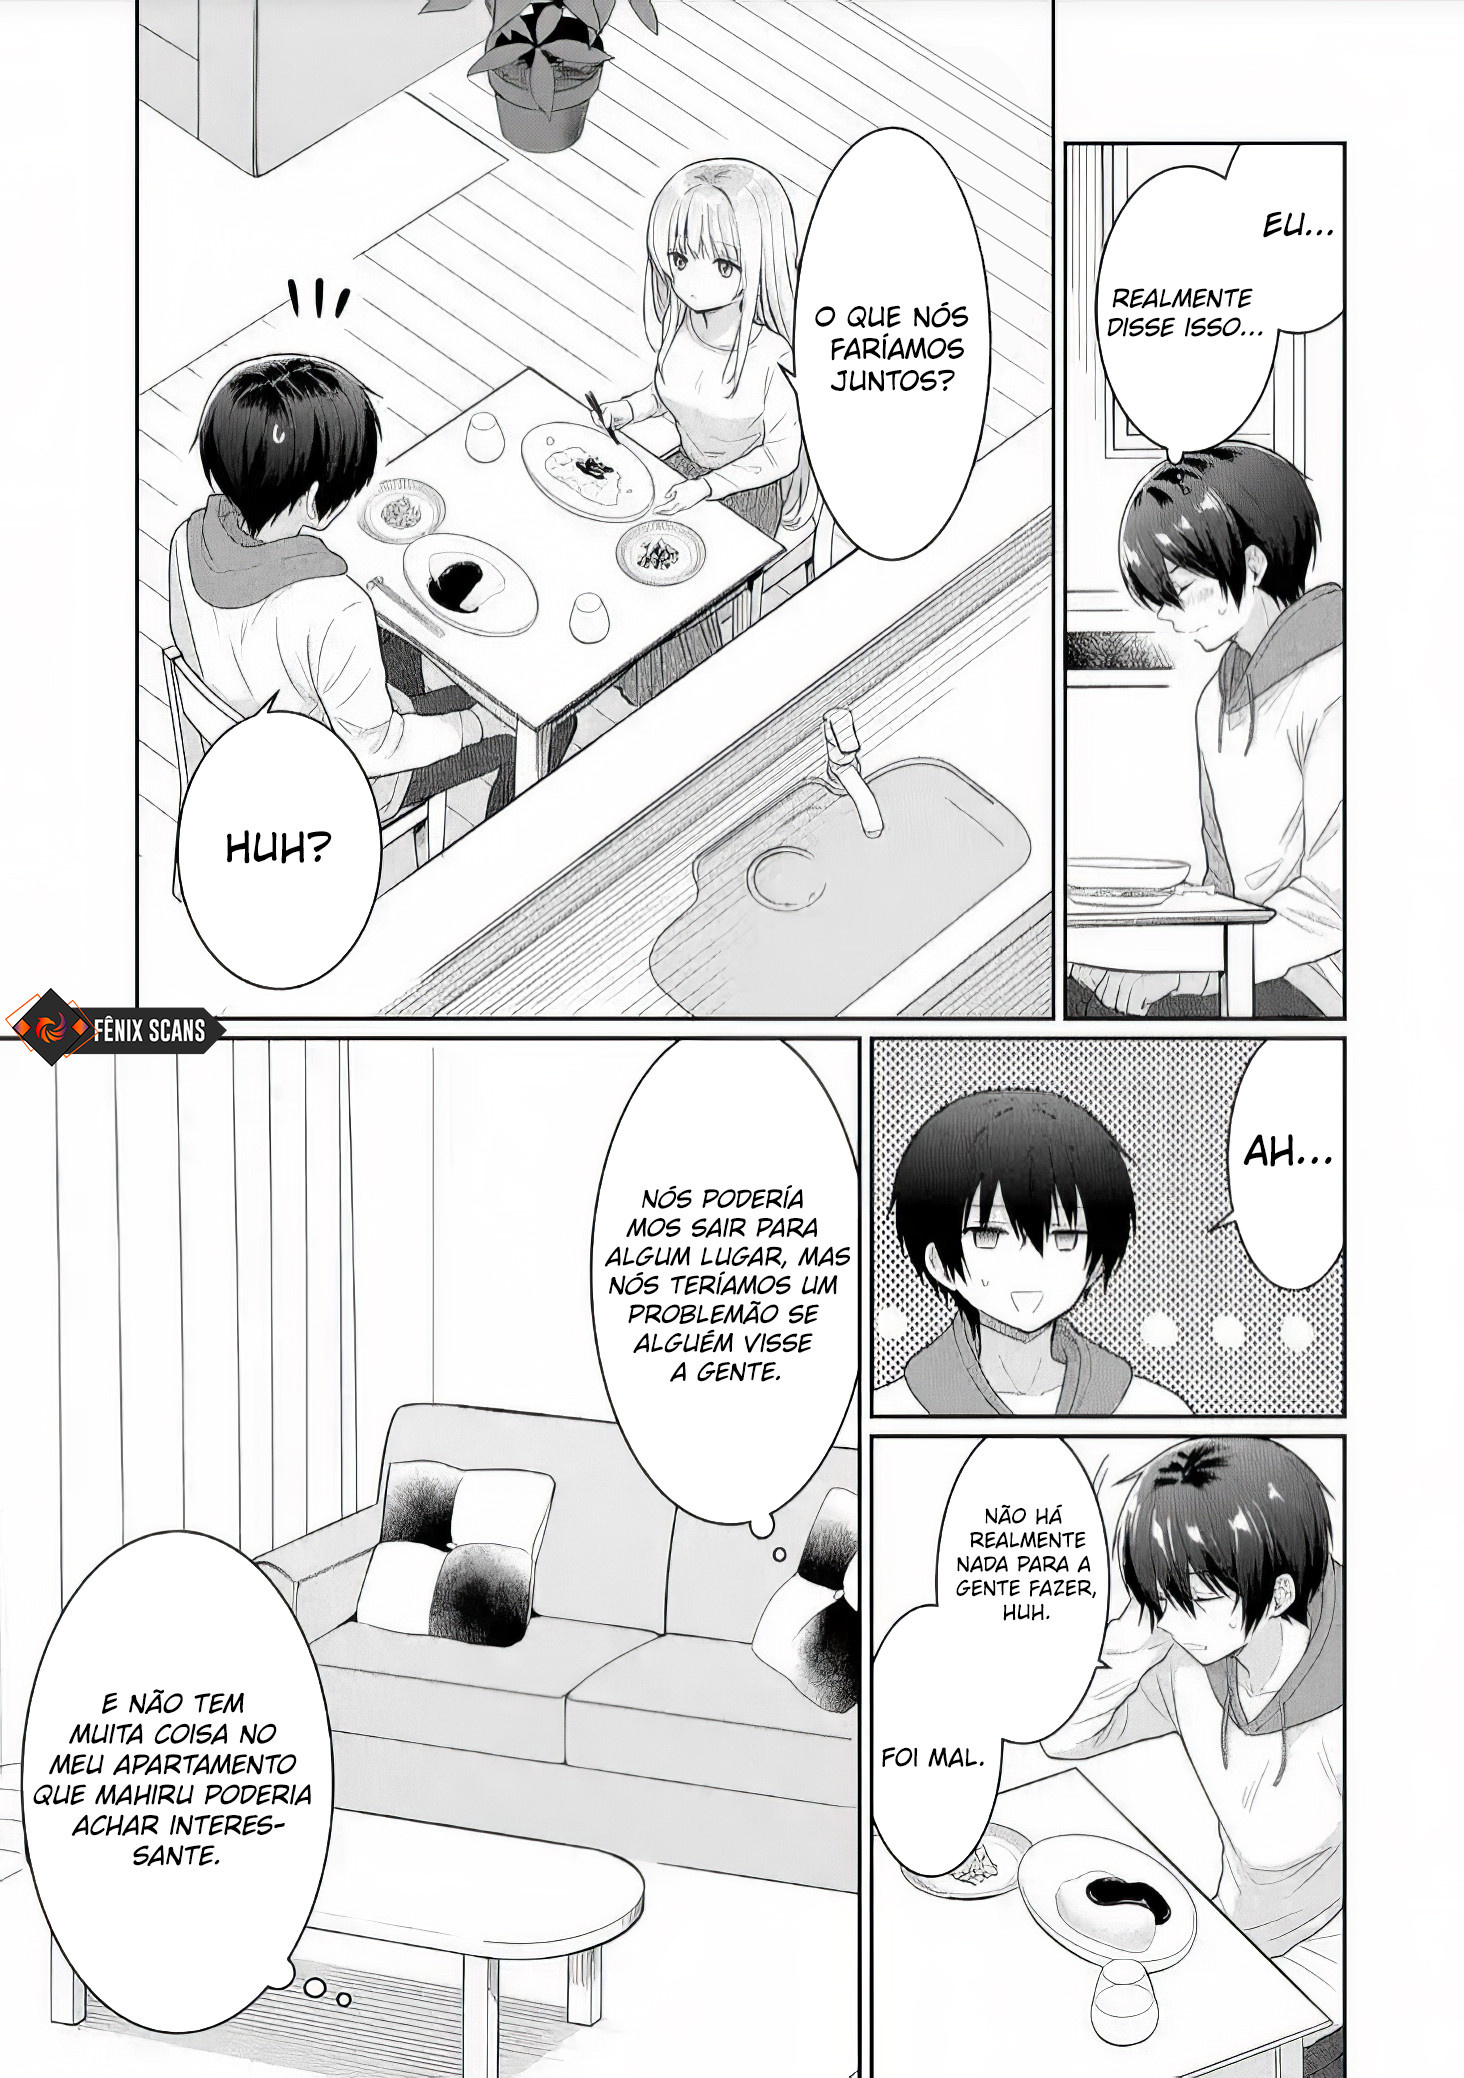 EU...
REALMENTE
DISSE ISSO...
O QUE NÓS
FARÍAMOS
JUNTOS?
HUH?
FÊNIX SCANS
AH...
NÓS PODERÍA
MOS SAIR PARA
ALGUM LUGAR, MAS
NÓS TERÍAMOS UM
PROBLEMÃO SE
ALGUÉM VISSE
A GENTE.
E NÃO TEM
MUITA COISA NO
MEU APARTAMENTO
QUE MAHIRU PODERIA
ACHAR INTERES-
SANTE.
NÃO HÁ
REALMENTE
NADA PARA A
GENTE FAZER,
HUH.
FOI MAL.